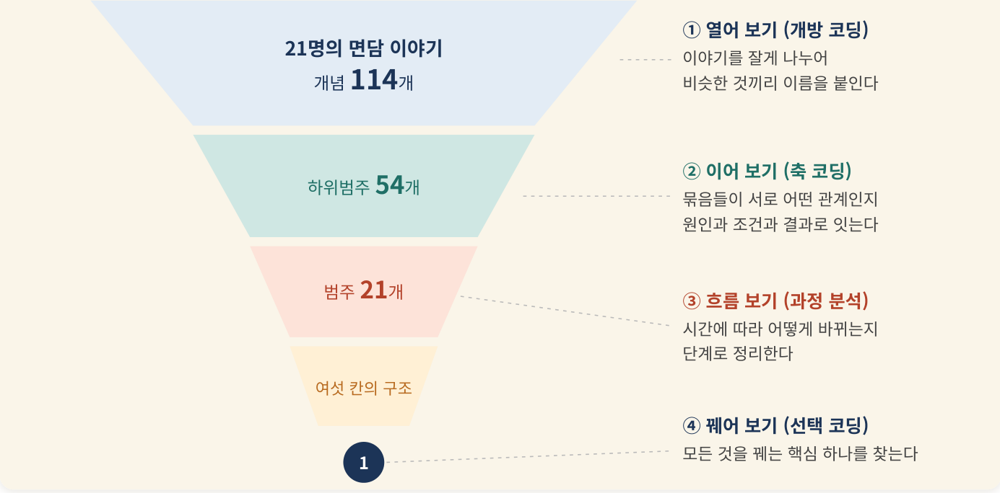 21명의 면담 이야기
개념 114개
① 열어 보기 (개방 코딩)
이야기를 잘게 나누어
비슷한 것끼리 이름을 붙인다
하위범주 54개
② 이어 보기 (축 코딩)
묶음들이 서로 어떤 관계인지
원인과 조건과 결과로 잇는다
범주 21개
③ 흐름 보기 (과정 분석)
시간에 따라 어떻게 바뀌는지
단계로 정리한다
여섯 칸의 구조
④ 꿰어 보기 (선택 코딩)
모든 것을 꿰는 핵심 하나를 찾는다
1